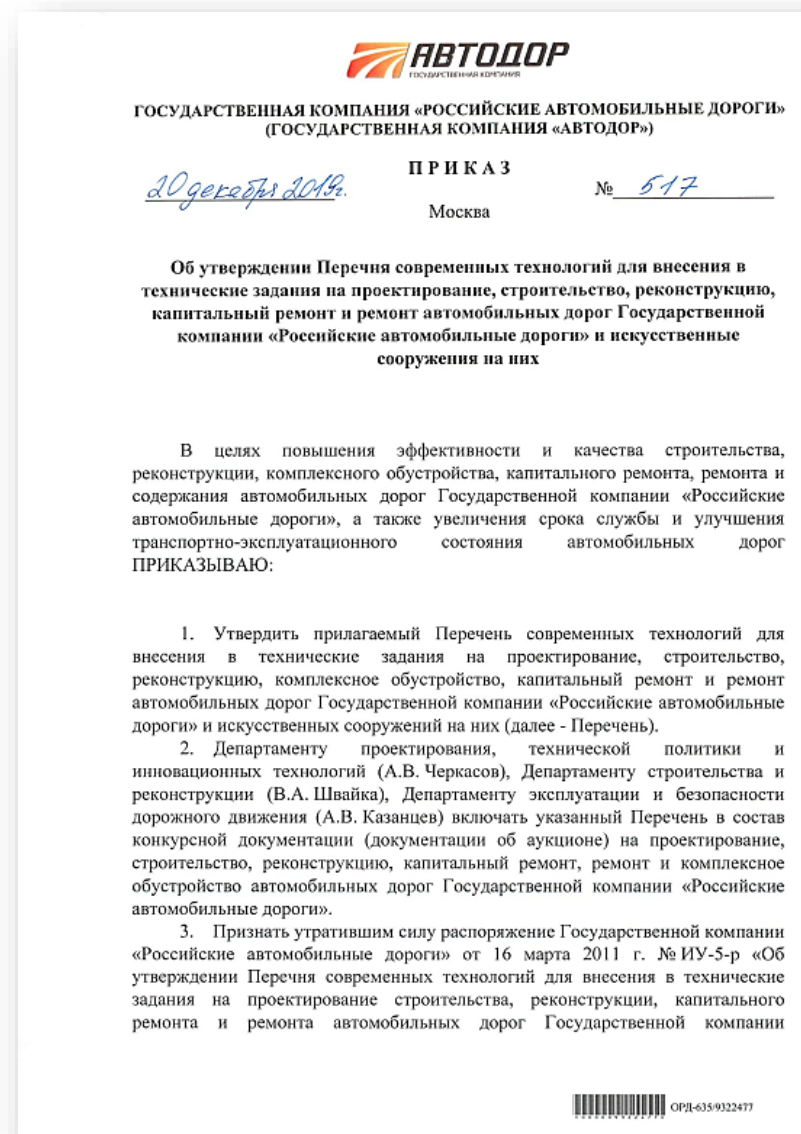 АВТОДОР
ГОСУДАРСТВЕННАЯ КОМПАНИЯ
ГОСУДАРСТВЕННАЯ КОМПАНИЯ «РОССИЙСКИЕ АВТОМОБИЛЬНЫЕ ДОРОГИ»
(ГОСУДАРСТВЕННАЯ КОМПАНИЯ «АВТОДОР»)
П Р И К А З
20 декабря 2019г. № 517
Москва
Об утверждении Перечня современных технологий для внесения в
технические задания на проектирование, строительство, реконструкцию,
капитальный ремонт и ремонт автомобильных дорог Государственной
компании «Российские автомобильные дороги» и искусственные
сооружения на них
В целях повышения эффективности и качества строительства,
реконструкции, комплексного обустройства, капитального ремонта, ремонта и
содержания автомобильных дорог Государственной компании «Российские
автомобильные дороги», а также увеличения срока службы и улучшения
транспортно-эксплуатационного состояния автомобильных дорог
ПРИКАЗЫВАЮ:
1. Утвердить прилагаемый Перечень современных технологий для
внесения в технические задания на проектирование, строительство,
реконструкцию, комплексное обустройство, капитальный ремонт и ремонт
автомобильных дорог Государственной компании «Российские автомобильные
дороги» и искусственных сооружений на них (далее - Перечень).
2. Департаменту проектирования, технической политики и
инновационных технологий (А.В. Черкасов), Департаменту строительства и
реконструкции (В.А. Швайка), Департаменту эксплуатации и безопасности
дорожного движения (А.В. Казанцев) включать указанный Перечень в состав
конкурсной документации (документации об аукционе) на проектирование,
строительство, реконструкцию, капитальный ремонт, ремонт и комплексное
обустройство автомобильных дорог Государственной компании «Российские
автомобильные дороги».
3. Признать утратившим силу распоряжение Государственной компании
«Российские автомобильные дороги» от 16 марта 2011 г. № ИУ-5-р «Об
утверждении Перечня современных технологий для внесения в технические
задания на проектирование строительства, реконструкции, капитального
ремонта и ремонта автомобильных дорог Государственной компании
ОРД-635/9322477